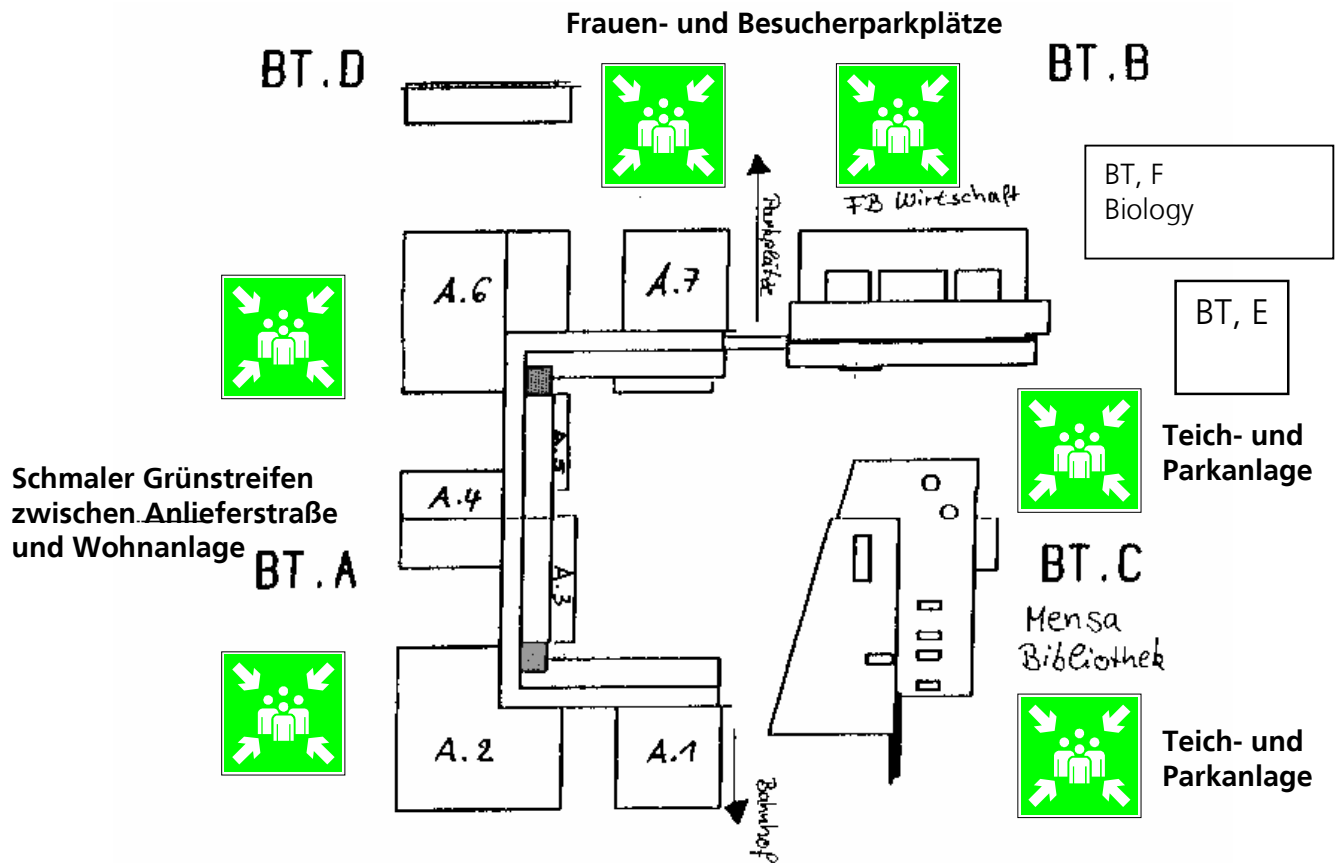 Frauen- und Besucherparkplätze
BT.D
BT.B
BT, F
Biology
FB Wirtschaft
Parkplätze
A.6
A.7
BT, E
A.5
Teich- und
Parkanlage
Schmaler Grünstreifen
zwischen Anlieferstraße
und Wohnanlage
A.4
BT.A
A.3
BT.C
Mensa
Bibliothek
A.2
A.1
Bahnhof
Teich- und
Parkanlage